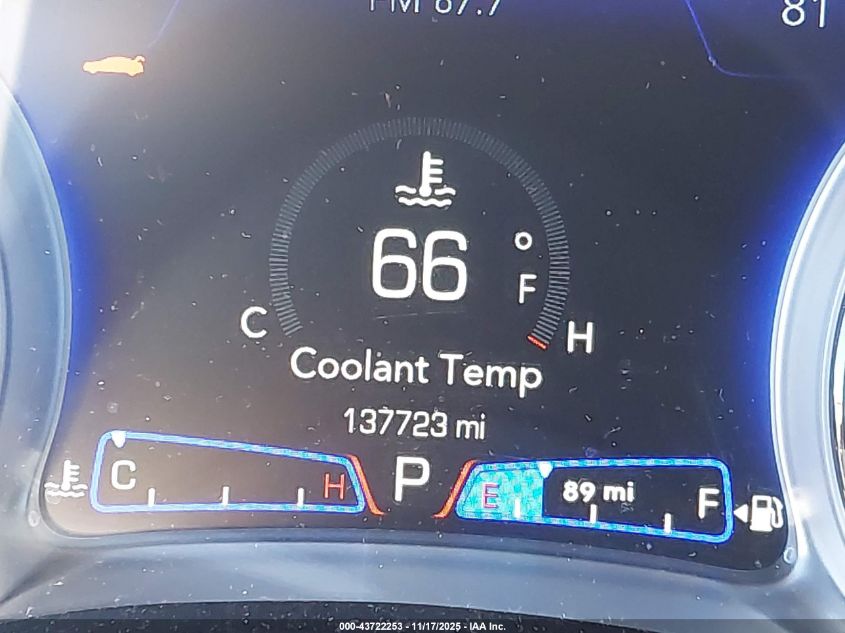 FM 87.7
81
66 °
F
C
H
Coolant Temp
137723 mi
C
H
P
E
89 mi
F
000-43722253 - 11/17/2025 - IAA Inc.